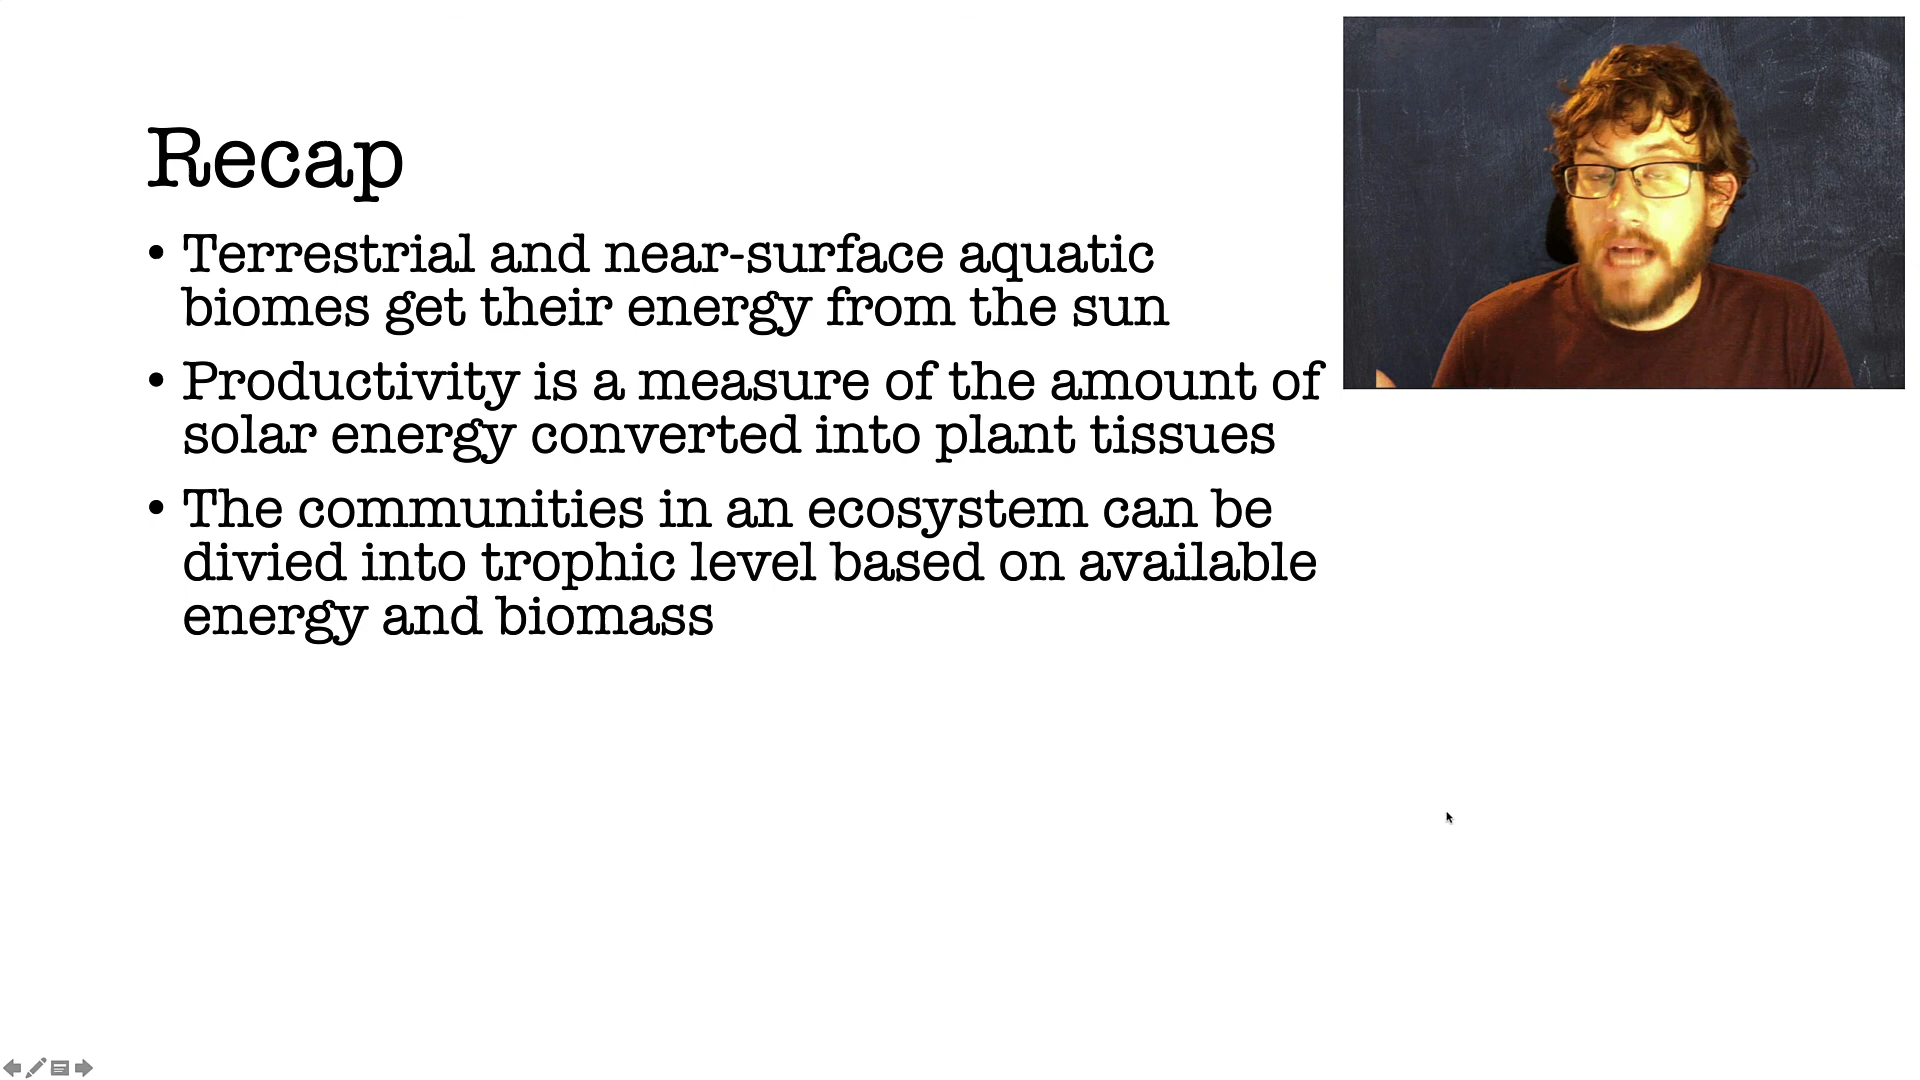 Recap
• Terrestrial and near-surface aquatic
biomes get their energy from the sun
• Productivity is a measure of the amount of
solar energy converted into plant tissues
• The communities in an ecosystem can be
divied into trophic level based on available
energy and biomass